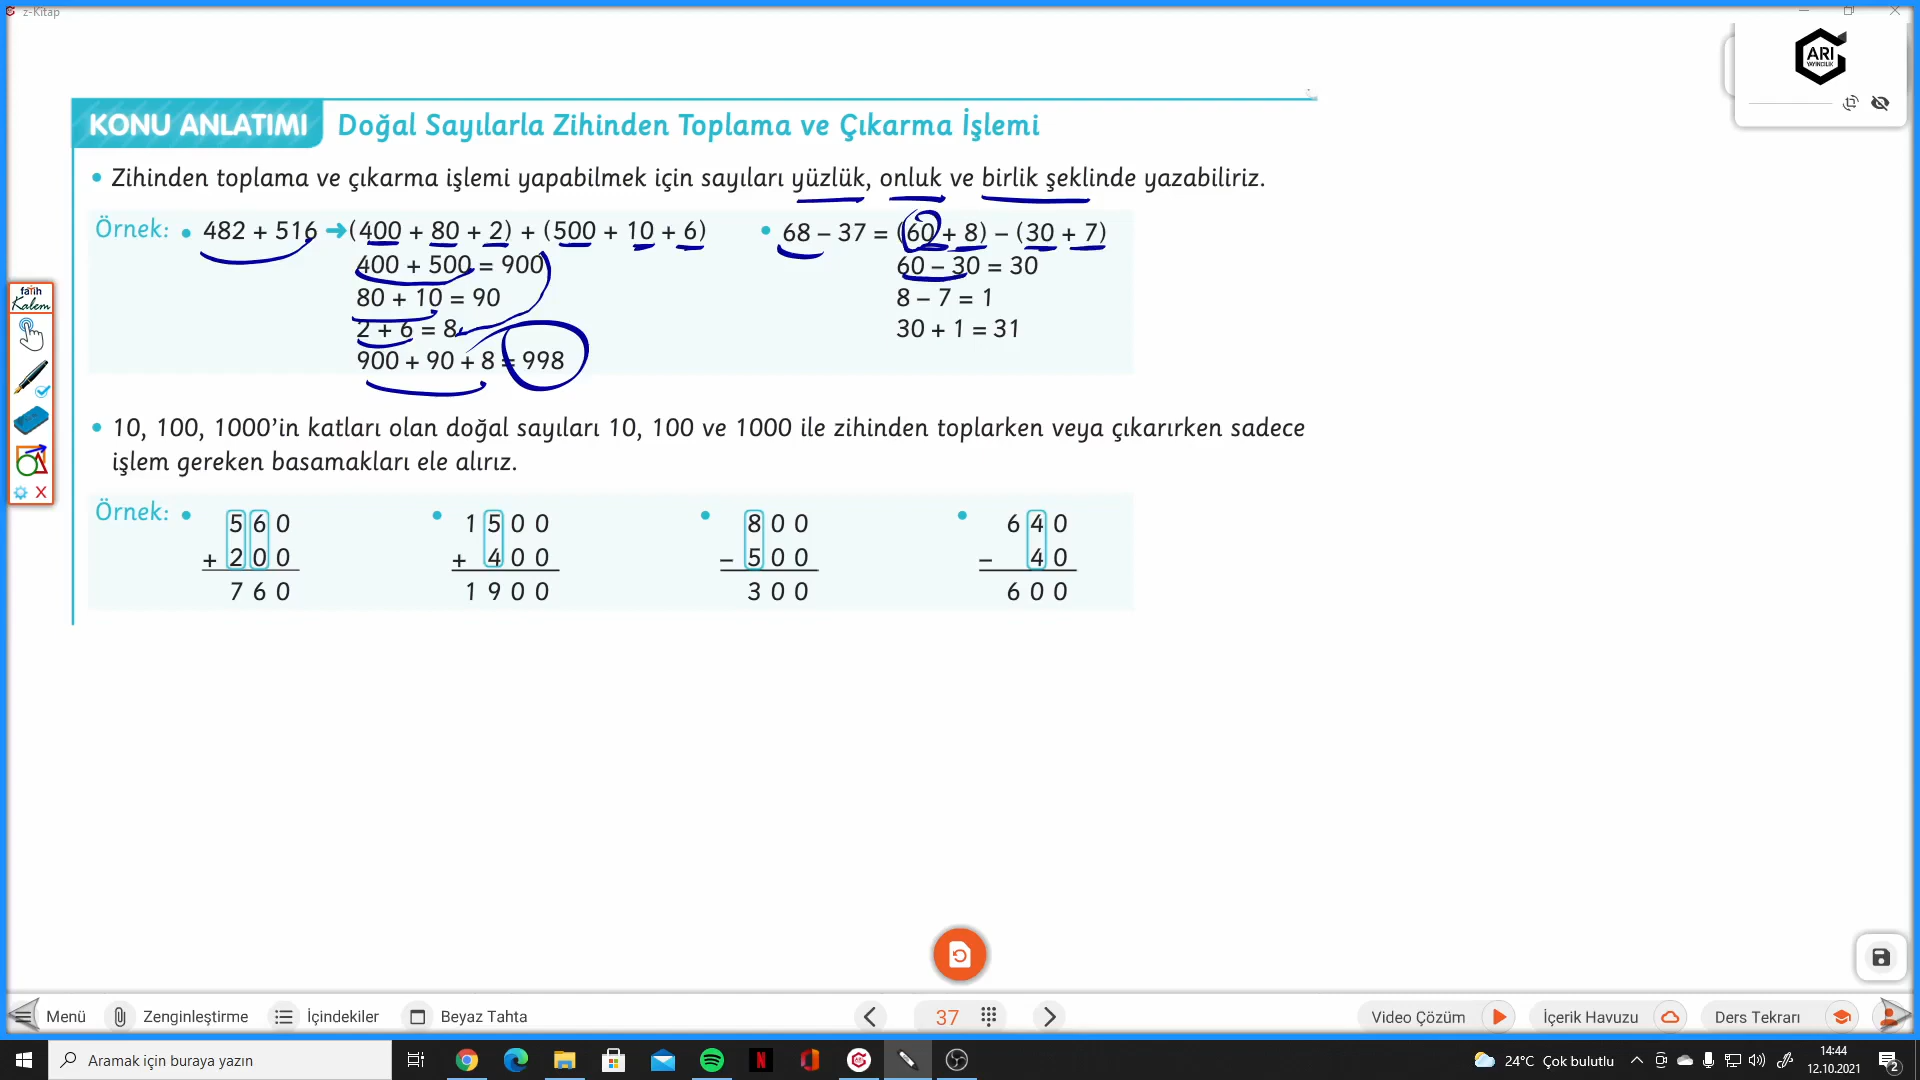 z-Kitap
ARI
YAYINCILIK
KONU ANLATIMI Doğal Sayılarla Zihinden Toplama ve Çıkarma İşlemi
• Zihinden toplama ve çıkarma işlemi yapabilmek için sayıları yüzlük, onluk ve birlik şeklinde yazabiliriz.
Örnek: • 482 + 516 ➜ (400 + 80 + 2) + (500 + 10 + 6)
400 + 500 = 900
80 + 10 = 90
2 + 6 = 8
900 + 90 + 8 = 998
• 68 – 37 = (60 + 8) – (30 + 7)
60 – 30 = 30
8 – 7 = 1
30 + 1 = 31
• 10, 100, 1000’in katları olan doğal sayıları 10, 100 ve 1000 ile zihinden toplarken veya çıkarırken sadece
işlem gereken basamakları ele alırız.
Örnek: • 560
+ 200
760
• 1500
+ 400
1900
• 800
– 500
300
• 640
– 40
600
fatih
Kalem
Menü Zenginleştirme İçindekiler Beyaz Tahta 37 Video Çözüm İçerik Havuzu Ders Tekrarı
Aramak için buraya yazın
24°C Çok bulutlu
14:44
12.10.2021
2